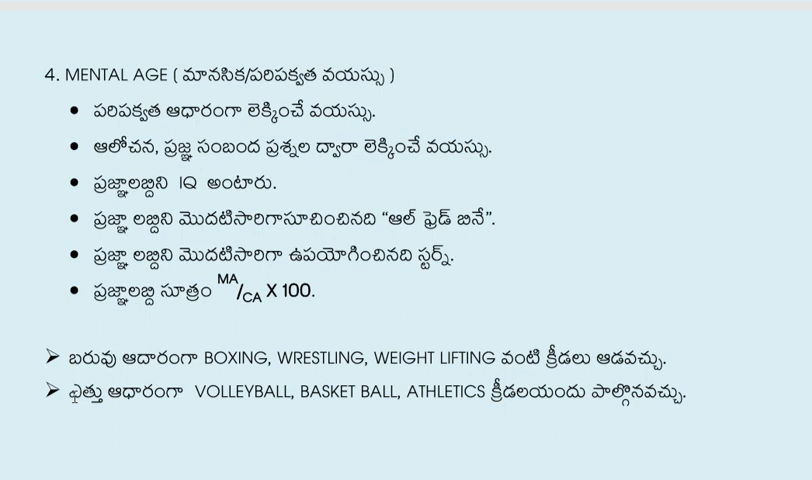 4. MENTAL AGE ( మానసిక/పరిపక్వత వయస్సు )
• పరిపక్వత ఆధారంగా లెక్కించే వయస్సు.
• ఆలోచన, ప్రజ్ఞ సంబంద ప్రశ్నల ద్వారా లెక్కించే వయస్సు.
• ప్రజ్ఞాలబ్దిని IQ అంటారు.
• ప్రజ్ఞా లబ్దిని మొదటిసారిగాసూచించినది “ఆల్ ఫ్రెడ్ బినే”.
• ప్రజ్ఞా లబ్దిని మొదటిసారిగా ఉపయోగించినది స్టర్న్.
• ప్రజ్ఞాలబ్ది సూత్రం MA/CA X 100.
➢ బరువు ఆదారంగా BOXING, WRESTLING, WEIGHT LIFTING వంటి క్రీడలు ఆడవచ్చు.
➢ ఎత్తు ఆధారంగా VOLLEYBALL, BASKET BALL, ATHLETICS క్రీడలయందు పాల్గొనవచ్చు.